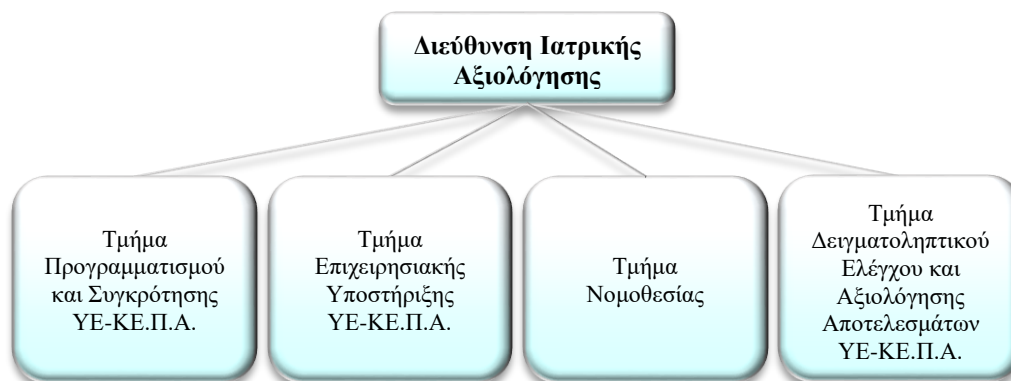 Διεύθυνση Ιατρικής
Αξιολόγησης
Τμήμα
Προγραμματισμού
και Συγκρότησης
ΥΕ-ΚΕ.Π.Α.
Τμήμα
Επιχειρησιακής
Υποστήριξης
ΥΕ-ΚΕ.Π.Α.
Τμήμα
Νομοθεσίας
Τμήμα
Δειγματοληπτικού
Ελέγχου και
Αξιολόγησης
Αποτελεσμάτων
ΥΕ-ΚΕ.Π.Α.